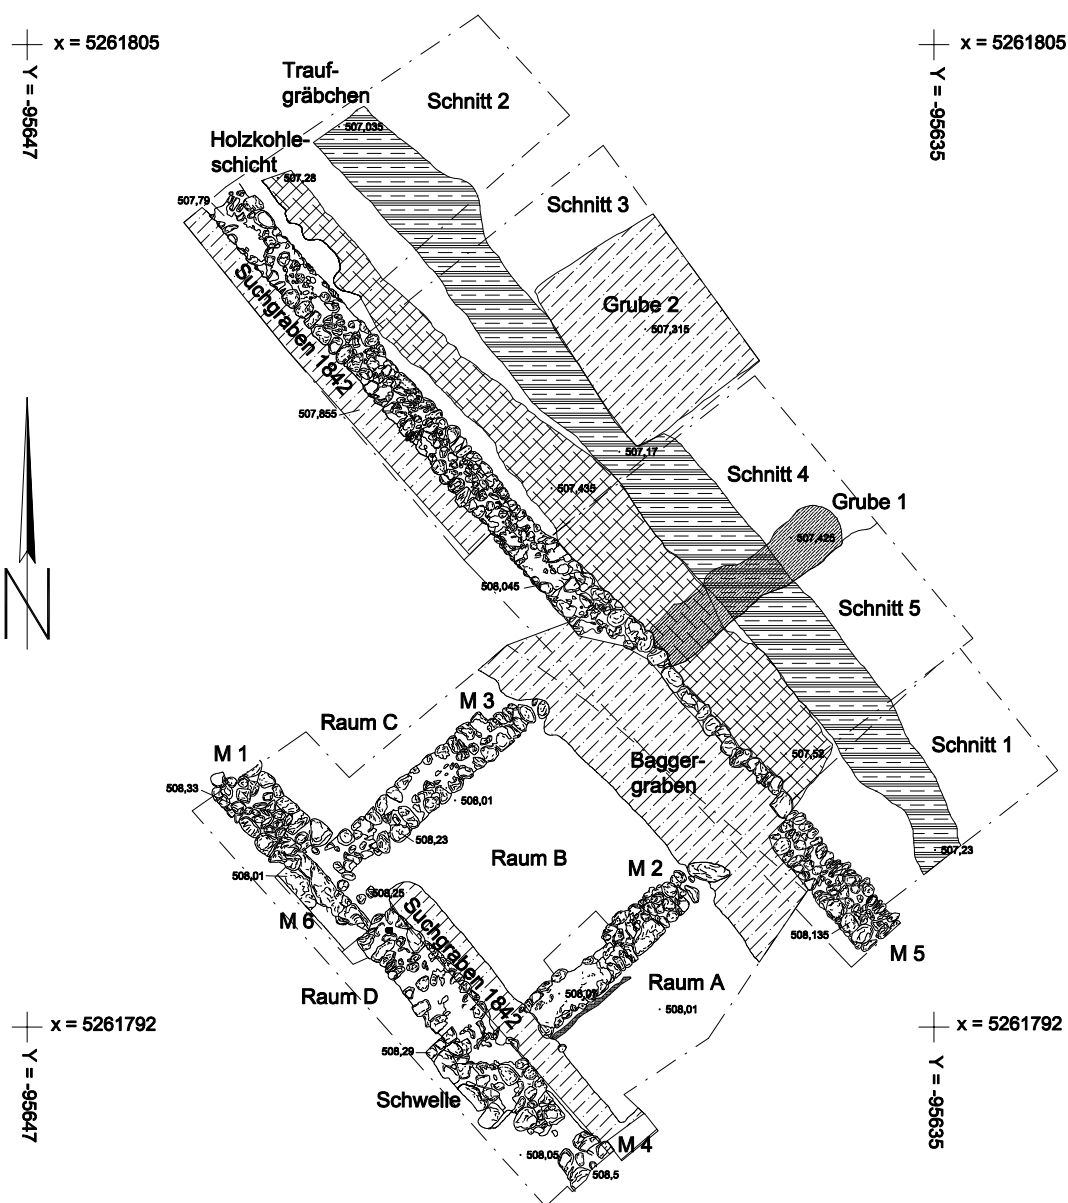 x = 5261805
x = 5261805
Y = -95647
Y = -95635
Trauf-
gräbchen
Schnitt 2
507,035
Holzkohle-
schicht
507,28
507,79
Schnitt 3
Suchgraben 1842
Grube 2
507,315
507,855
507,17
Schnitt 4
507,435
Grube 1
507,425
508,045
Schnitt 5
N
M 3
Raum C
Schnitt 1
M 1
507,52
Bagger-
graben
508,33
508,01
508,23
507,23
Raum B
M 2
508,01
508,25
Suchgraben 1842
M 6
508,135
M 5
Raum D
Raum A
508,07
508,01
x = 5261792
x = 5261792
Y = -95647
Y = -95635
508,29
Schwelle
M 4
508,05
508,5